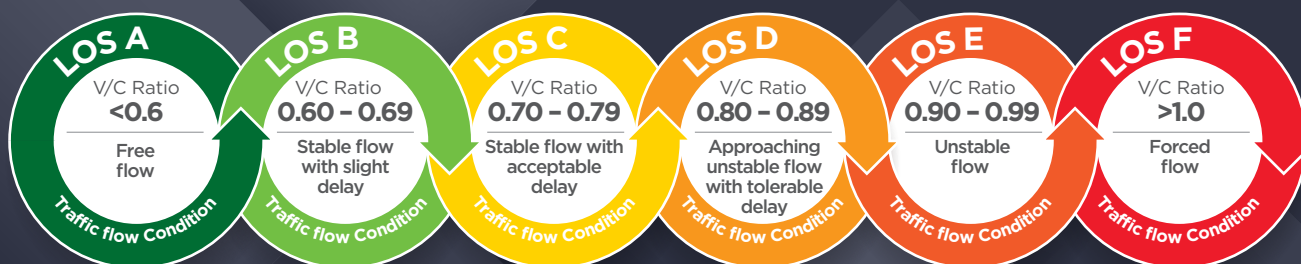 LOS A
V/C Ratio
<0.6
Free
flow
Traffic flow Condition
LOS B
V/C Ratio
0.60 – 0.69
Stable flow
with slight
delay
Traffic flow Condition
LOS C
V/C Ratio
0.70 – 0.79
Stable flow with
acceptable
delay
Traffic flow Condition
LOS D
V/C Ratio
0.80 – 0.89
Approaching
unstable flow
with tolerable
delay
Traffic flow Condition
LOS E
V/C Ratio
0.90 – 0.99
Unstable
flow
Traffic flow Condition
LOS F
V/C Ratio
>1.0
Forced
flow
Traffic flow Condition